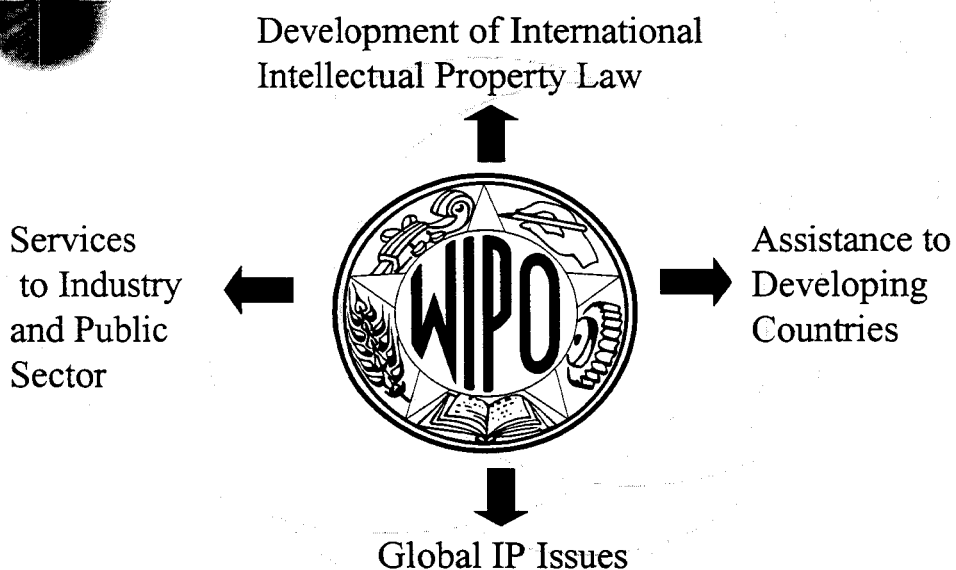 Development of International
Intellectual Property Law
Services
to Industry
and Public
Sector
WIPO
Assistance to
Developing
Countries
Global IP Issues